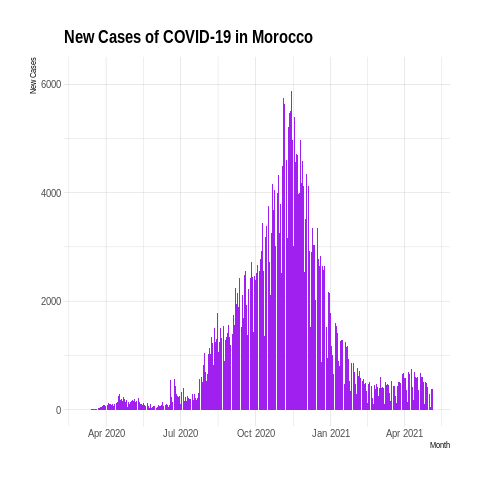 New Cases of COVID-19 in Morocco
New Cases
6000
4000
2000
0
Apr 2020 Jul 2020 Oct 2020 Jan 2021 Apr 2021
Month